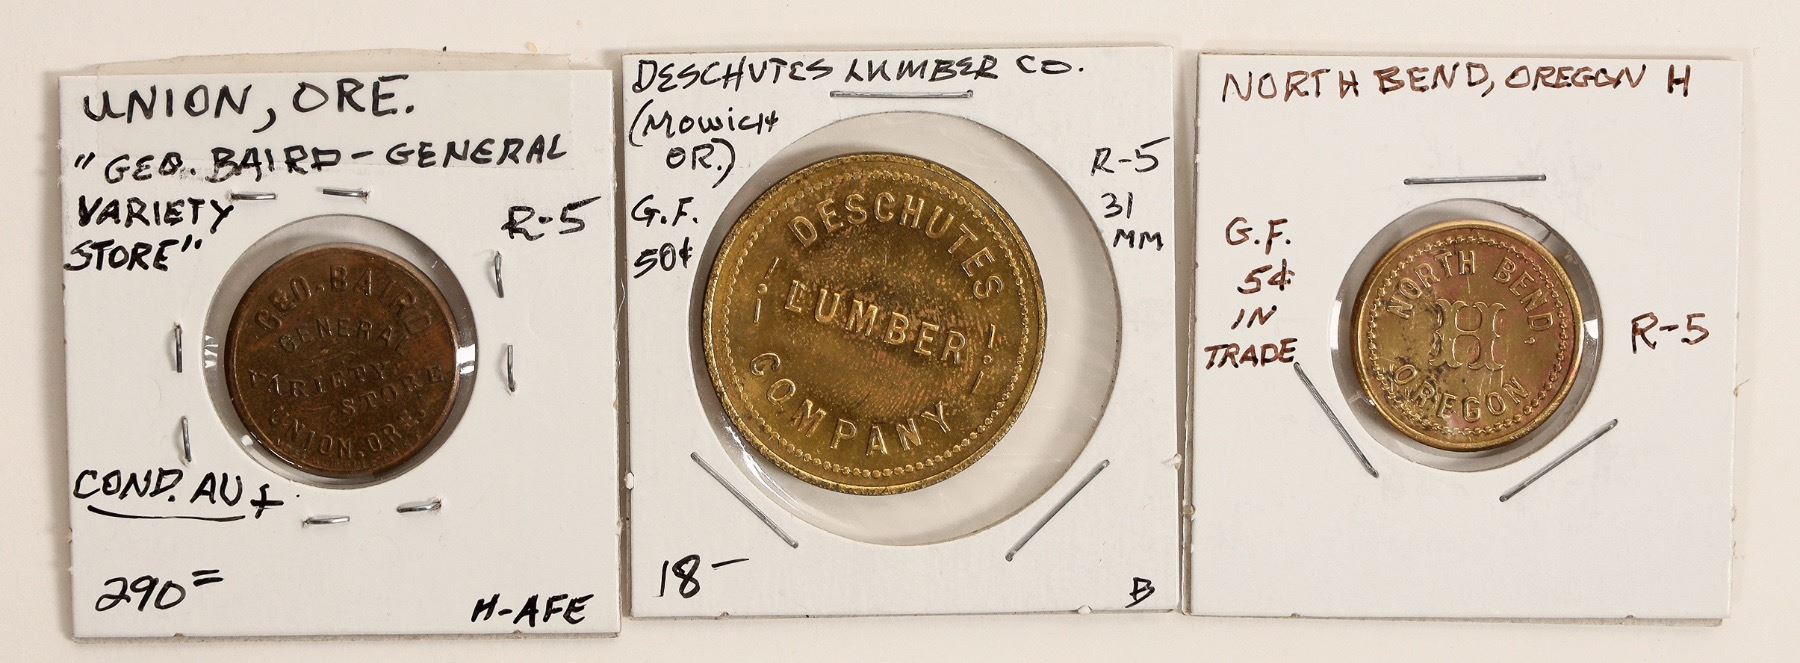 UNION, ORE.
"GEO. BAIRD - GENERAL
VARIETY
STORE"
R-5
GEO. BAIRD
GENERAL
VARIETY
STORE
UNION, ORE.
COND. AU +
290=
H-AFE
DESCHUTES LUMBER CO.
(MOWICH
OR.)
R-5
31
MM
G.F.
50¢
DESCHUTES
LUMBER
COMPANY
18-
B
NORTH BEND, OREGON H
G.F.
5¢
IN
TRADE
R-5
NORTH BEND,
H
OREGON